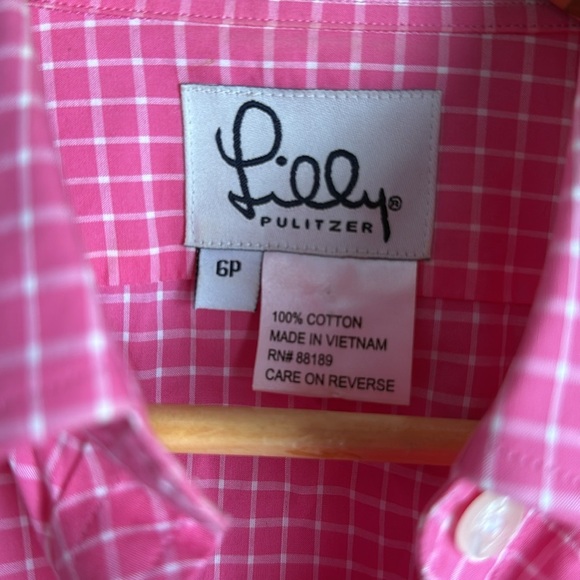 Lilly®
PULITZER
6P
100% COTTON
MADE IN VIETNAM
RN# 88189
CARE ON REVERSE